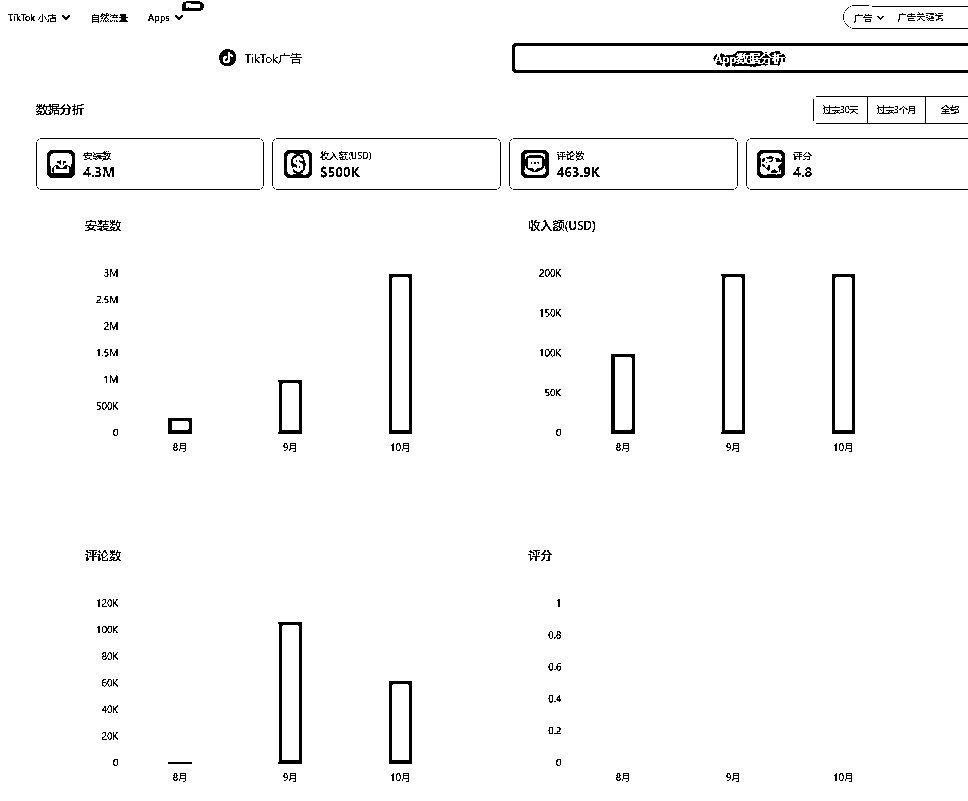 TikTok 小店 自然流量 Apps
广告 广告关键词
TikTok广告 App数据分析
数据分析 过去30天 过去3个月 全部
安装数 收入额(USD) 评论数 评分
4.3M $500K 463.9K 4.8
安装数
3M
2.5M
2M
1.5M
1M
500K
0
8月 9月 10月
收入额(USD)
200K
150K
100K
50K
0
8月 9月 10月
评论数
120K
100K
80K
60K
40K
20K
0
8月 9月 10月
评分
1
0.8
0.6
0.4
0.2
0
8月 9月 10月